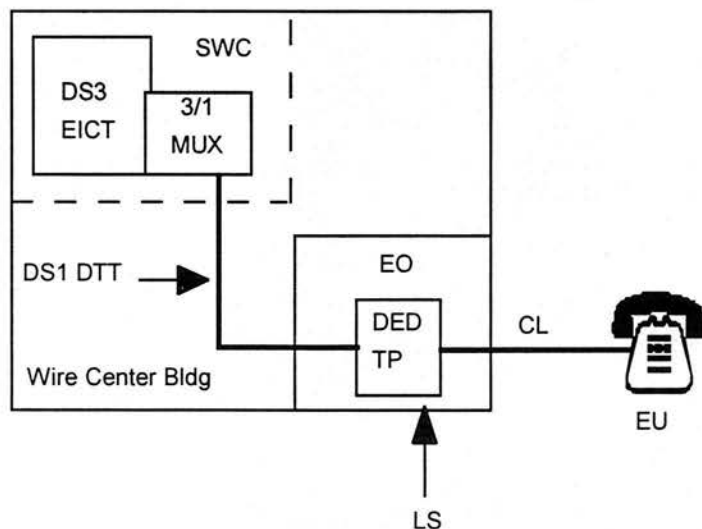 SWC
DS3
EICT
3/1
MUX
DS1 DTT
EO
DED
TP
CL
Wire Center Bldg
EU
LS